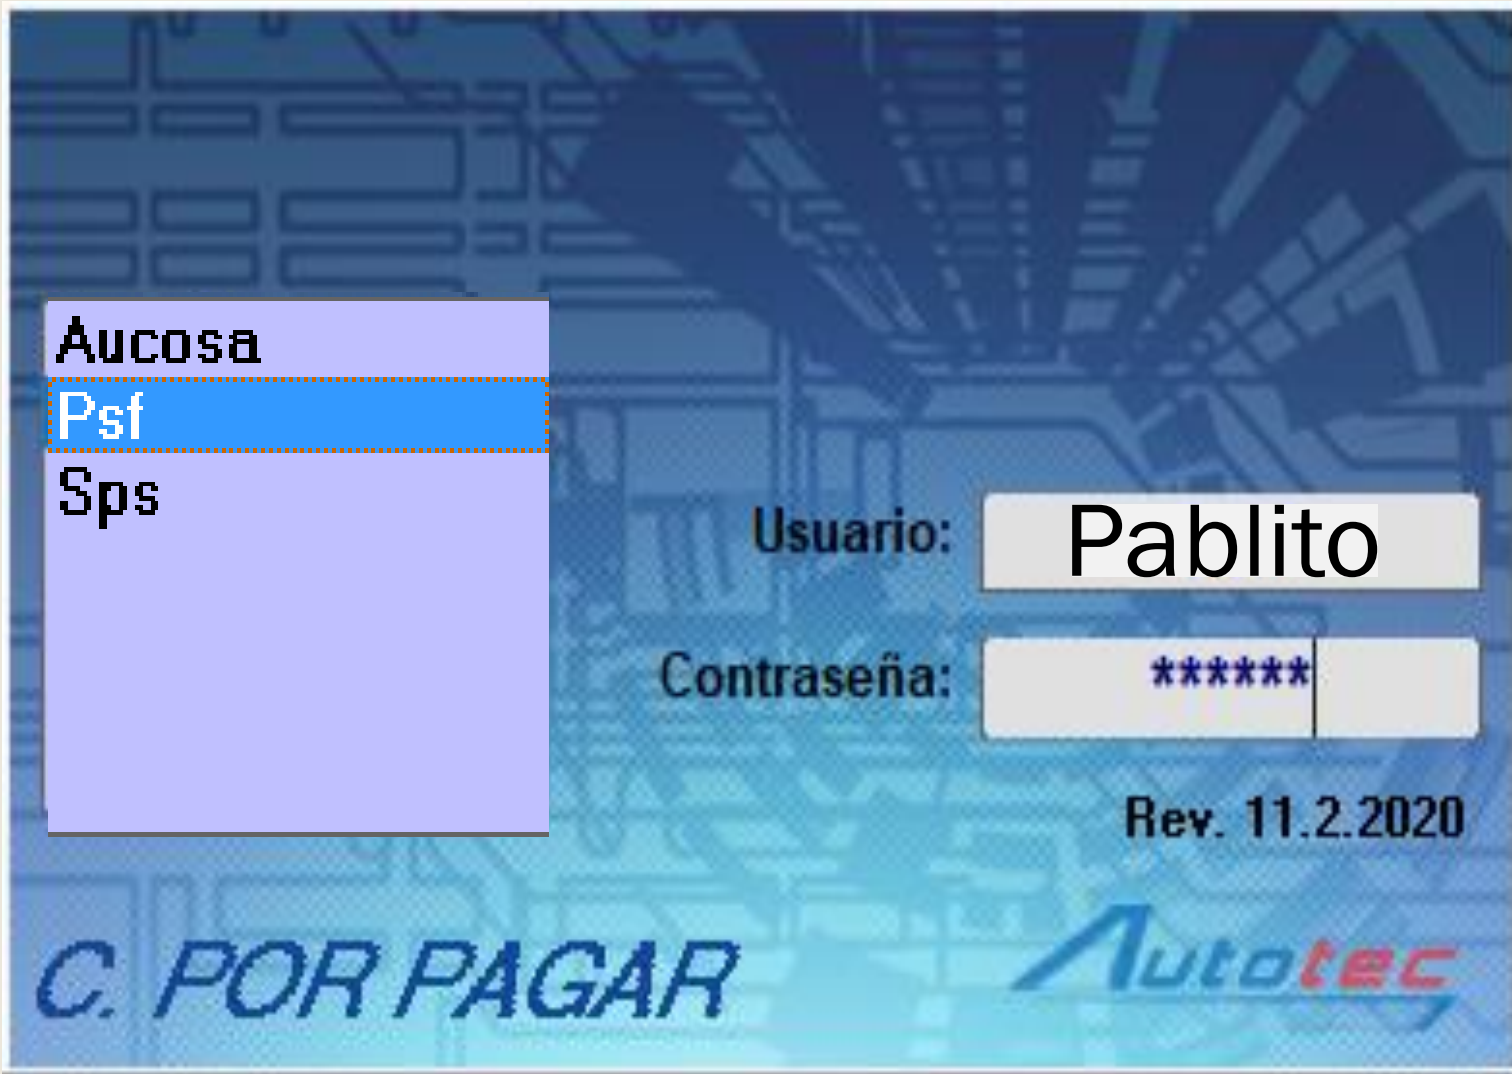 Aucosa
Psf
Sps
Usuario: Pablito
Contraseña: ******
Rev. 11.2.2020
C. POR PAGAR
Autotec